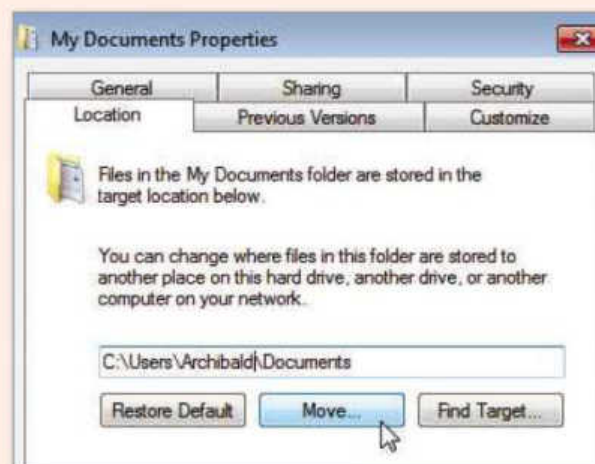 My Documents Properties
General Sharing Security
Location Previous Versions Customize
Files in the My Documents folder are stored in the
target location below.
You can change where files in this folder are stored to
another place on this hard drive, another drive, or another
computer on your network.
C:\Users\Archibald\Documents
Restore Default Move... Find Target...